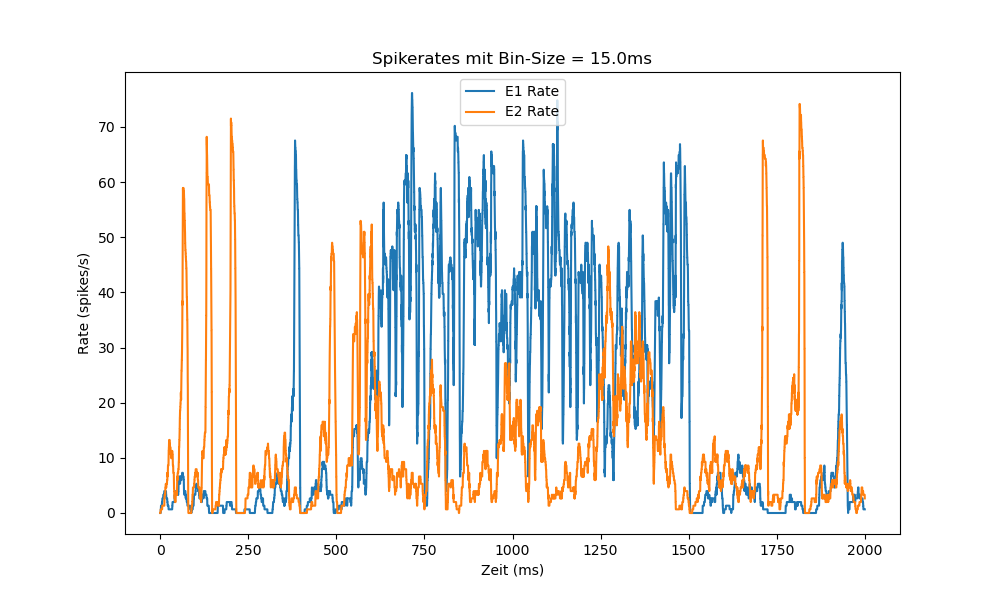 Spikerates mit Bin-Size = 15.0ms
E1 Rate
E2 Rate
Rate (spikes/s)
70
60
50
40
30
20
10
0
0 250 500 750 1000 1250 1500 1750 2000
Zeit (ms)